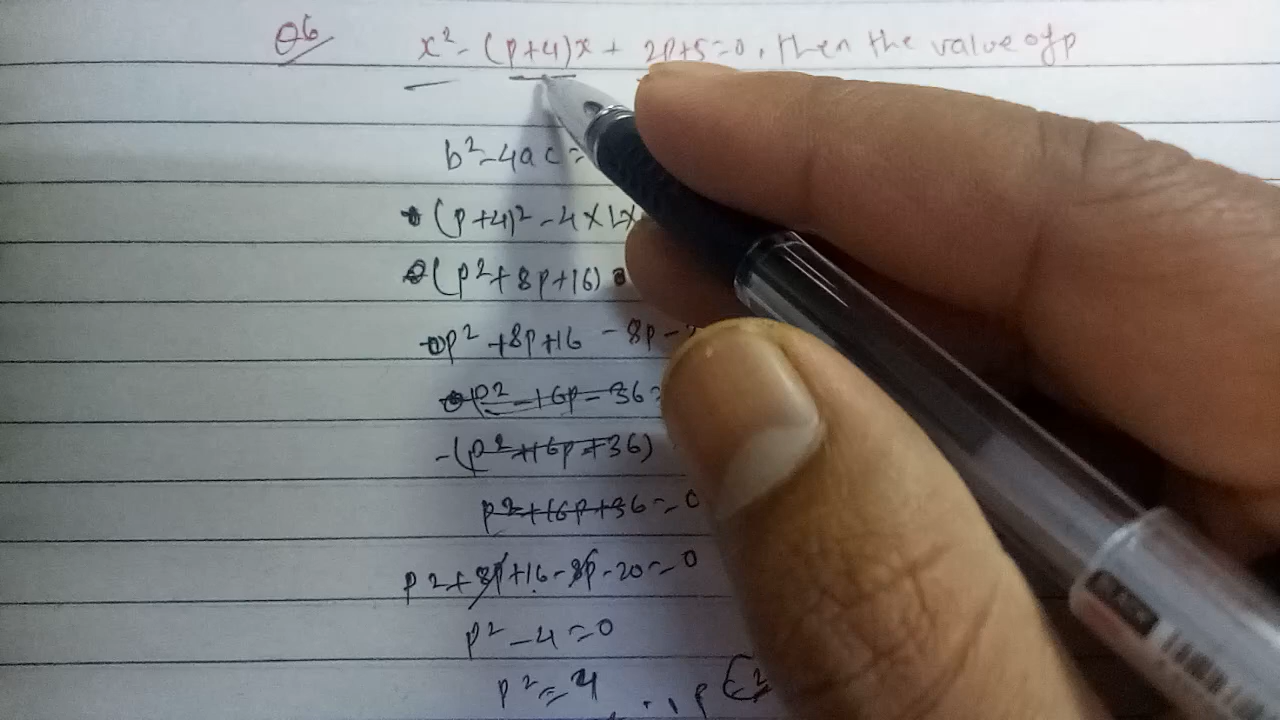 Q6 x² - (p+4)x + 2p+5=0, then the value of p
b²-4ac=
(p+4)² - 4×1×
(p²+8p+16)
p² +8p+16 -8p-
p² -16p-36=
-(p²+16p+36)
p²+16p+36=0
p²+8p+16-8p-20=0
p²-4=0
p²=4